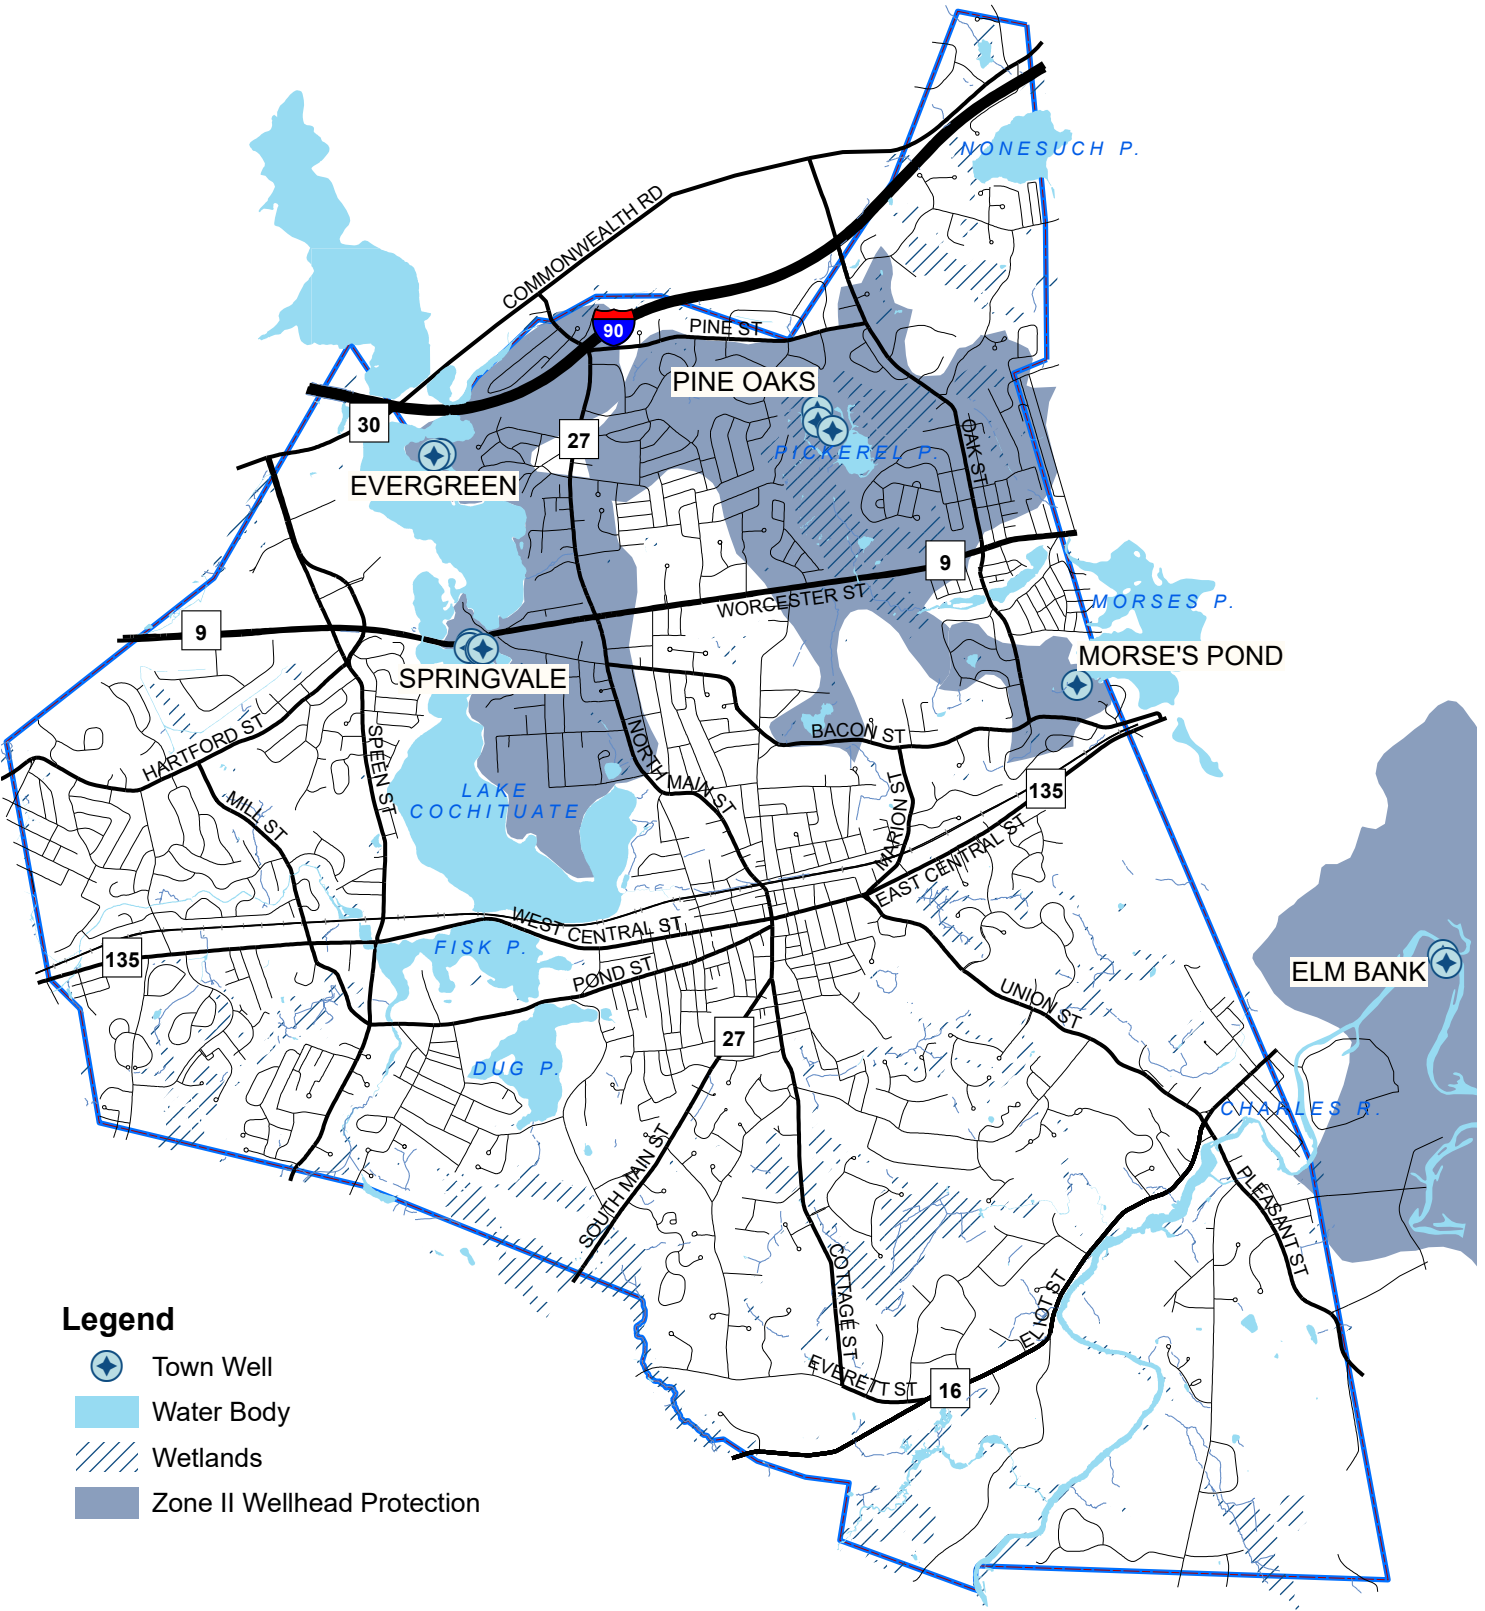 NONESUCH P.
COMMONWEALTH RD
90
PINE ST
PINE OAKS
30
27
OAK ST
PICKEREL P.
EVERGREEN
9
WORCESTER ST
MORSES P.
9
MORSE'S POND
SPRINGVALE
HARTFORD ST
SPEEN ST
NORTH MAIN ST
BACON ST
MILL ST
LAKE
COCHITUATE
MARION ST
135
EAST CENTRAL ST
WEST CENTRAL ST
FISK P.
135
POND ST
ELM BANK
UNION ST
27
DUG P.
CHARLES R.
SOUTH MAIN ST
PLEASANT ST
COTTAGE ST
ELIOT ST
EVERETT ST
16
Legend
Town Well
Water Body
Wetlands
Zone II Wellhead Protection